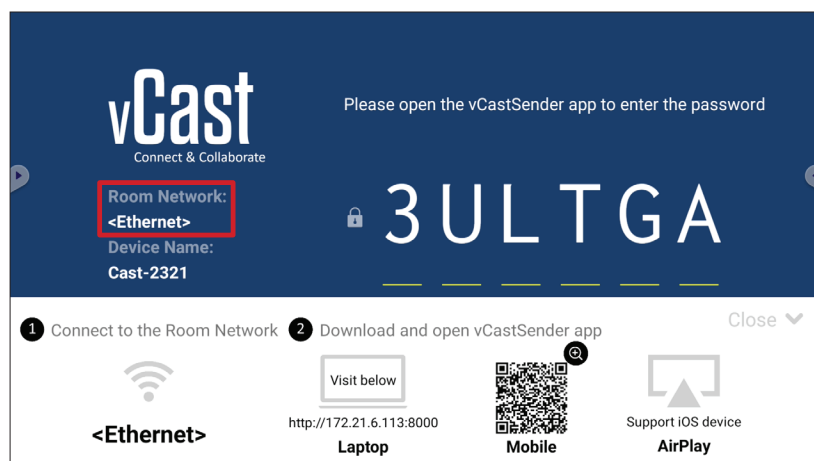 vCast
Connect & Collaborate
Please open the vCastSender app to enter the password
Room Network:
<Ethernet>
Device Name:
Cast-2321
3ULTGA
1 Connect to the Room Network
2 Download and open vCastSender app
Close
<Ethernet>
Visit below
http://172.21.6.113:8000
Laptop
Mobile
Support iOS device
AirPlay